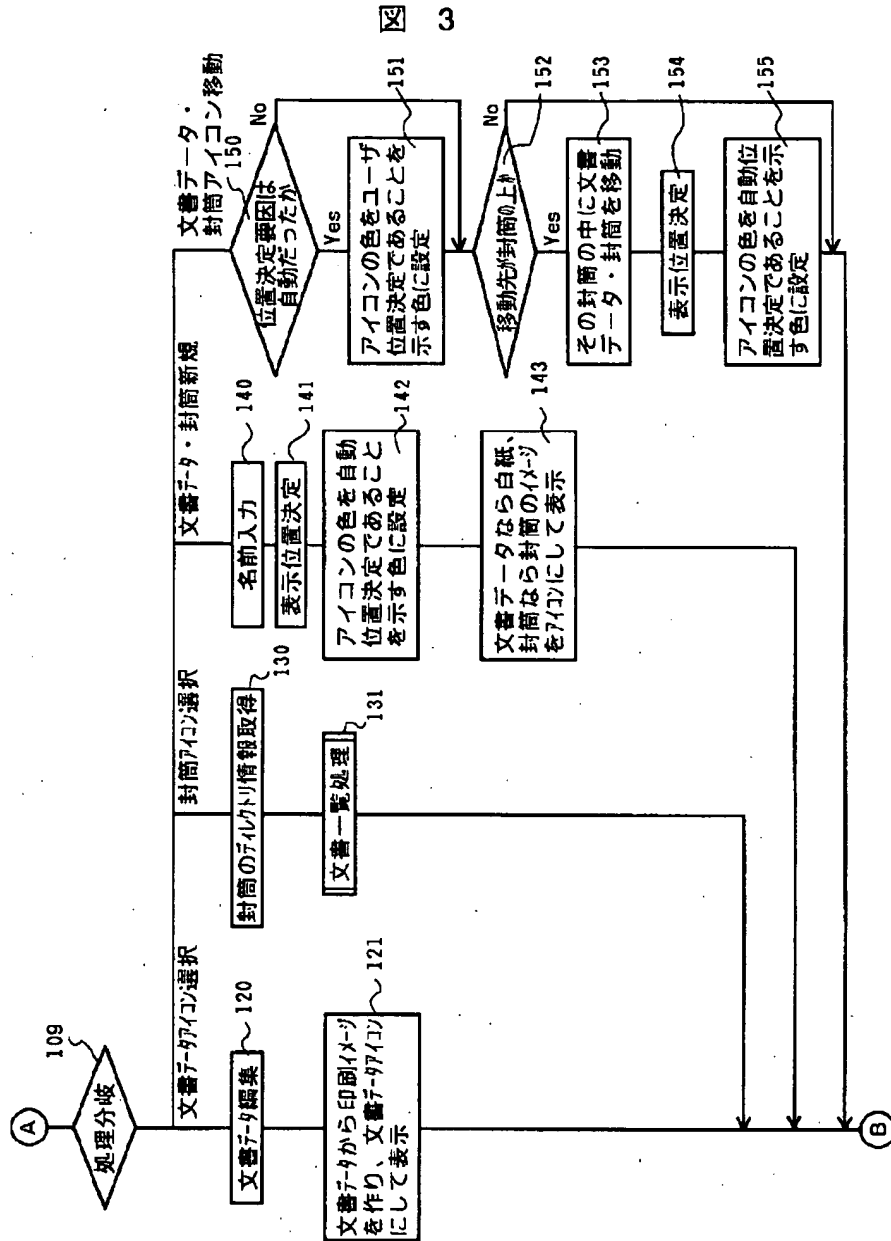 図 3
A
処理分岐
109
文書データアイコン選択
文書データ編集
120
文書データから印刷イメージ
を作り、文書データアイコン
にして表示
121
封筒アイコン選択
封筒のディレクトリ情報取得
130
文書一覧処理
131
文書データ・封筒新規
名前入力
140
表示位置決定
141
アイコンの色を自動
位置決定であること
を示す色に設定
142
文書データなら白紙、
封筒なら封筒のイメージ
をアイコンにして表示
143
文書データ・
封筒アイコン移動
150
位置決定要因は
自動だったか
No
Yes
アイコンの色をユーザ
位置決定であることを
示す色に設定
151
移動先が封筒の上か
152
No
Yes
その封筒の中に文書
データ・封筒を移動
153
表示位置決定
154
アイコンの色を自動位
置決定であることを示
す色に設定
155
B